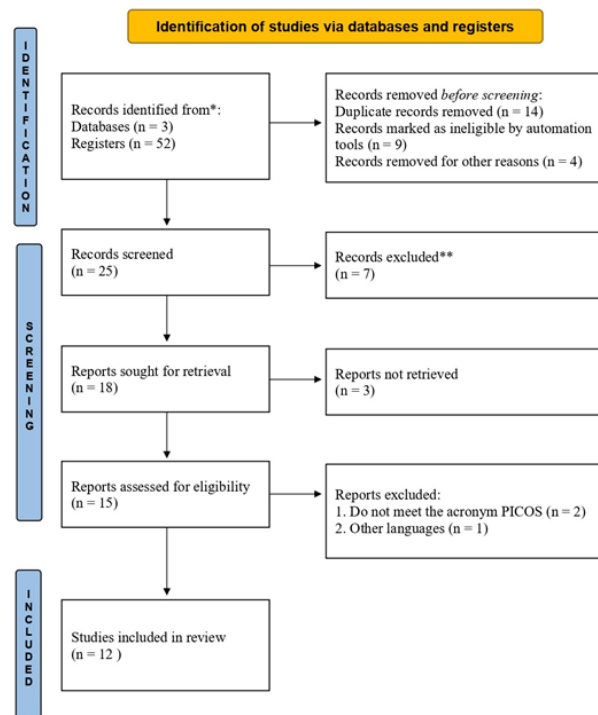 Identification of studies via databases and registers
IDENTIFICATION
Records identified from*:
Databases (n = 3)
Registers (n = 52)
Records removed before screening:
Duplicate records removed (n = 14)
Records marked as ineligible by automation
tools (n = 9)
Records removed for other reasons (n = 4)
SCREENING
Records screened
(n = 25)
Records excluded**
(n = 7)
Reports sought for retrieval
(n = 18)
Reports not retrieved
(n = 3)
Reports assessed for eligibility
(n = 15)
Reports excluded:
1. Do not meet the acronym PICOS (n = 2)
2. Other languages (n = 1)
INCLUDED
Studies included in review
(n = 12 )